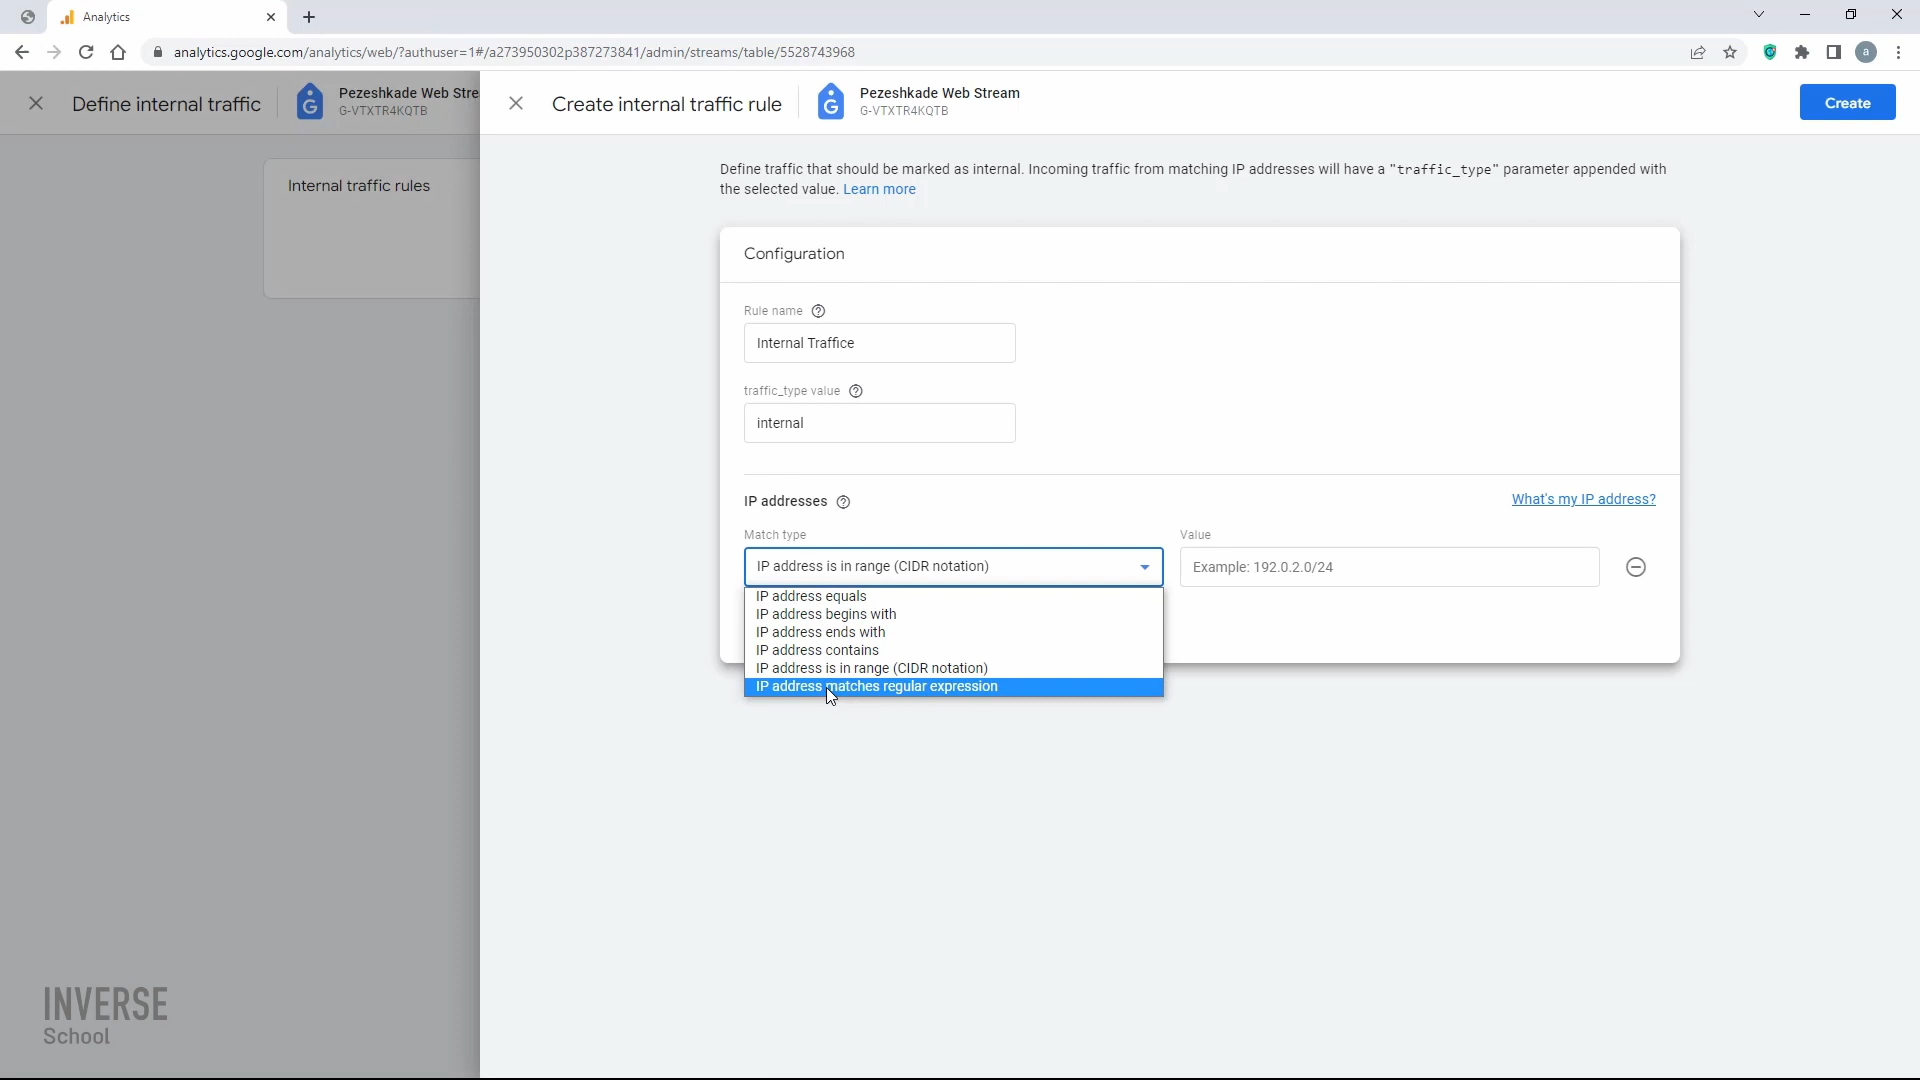 Analytics
analytics.google.com/analytics/web/?authuser=1#/a273950302p387273841/admin/streams/table/5528743968
a
Define internal traffic
Pezeshkade Web Stre
G-VTXTR4KQTB
Create internal traffic rule
Pezeshkade Web Stream
G-VTXTR4KQTB
Create
Internal traffic rules
Define traffic that should be marked as internal. Incoming traffic from matching IP addresses will have a "traffic_type" parameter appended with
the selected value. Learn more
Configuration
Rule name
Internal Traffice
traffic_type value
internal
IP addresses
What's my IP address?
Match type
Value
IP address is in range (CIDR notation)
Example: 192.0.2.0/24
IP address equals
IP address begins with
IP address ends with
IP address contains
IP address is in range (CIDR notation)
IP address matches regular expression
INVERSE
School